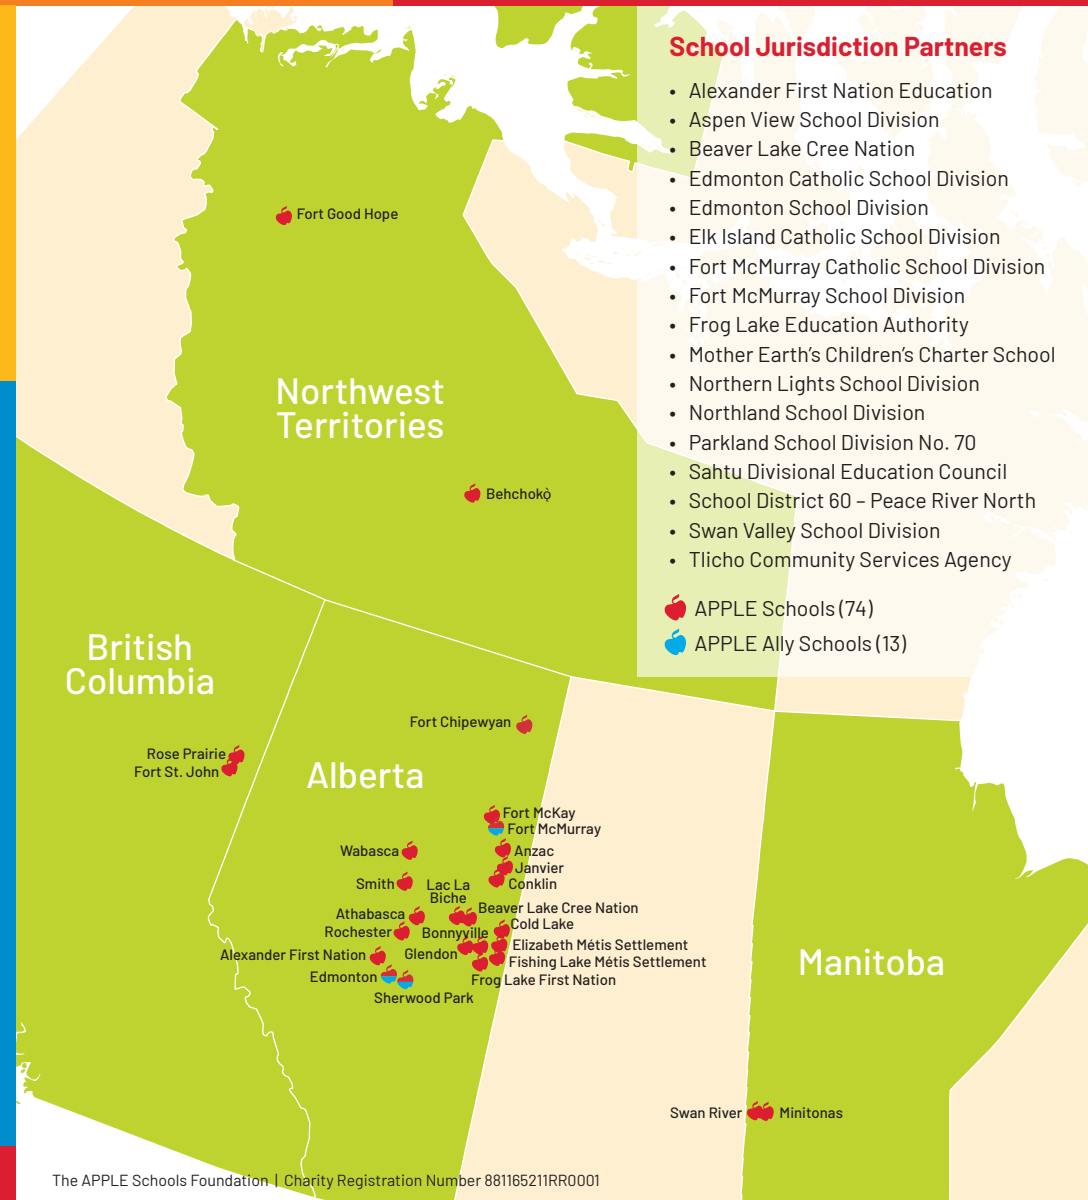 School Jurisdiction Partners
• Alexander First Nation Education
• Aspen View School Division
• Beaver Lake Cree Nation
• Edmonton Catholic School Division
• Edmonton School Division
• Elk Island Catholic School Division
• Fort McMurray Catholic School Division
• Fort McMurray School Division
• Frog Lake Education Authority
• Mother Earth's Children's Charter School
• Northern Lights School Division
• Northland School Division
• Parkland School Division No. 70
• Sahtu Divisional Education Council
• School District 60 – Peace River North
• Swan Valley School Division
• Tlicho Community Services Agency
APPLE Schools (74)
APPLE Ally Schools (13)
Fort Good Hope
Northwest
Territories
Behchokǫ̀
British
Columbia
Rose Prairie
Fort St. John
Alberta
Fort Chipewyan
Fort McKay
Fort McMurray
Wabasca
Anzac
Janvier
Smith
Conklin
Lac La
Biche
Beaver Lake Cree Nation
Athabasca
Cold Lake
Rochester
Bonnyville
Elizabeth Métis Settlement
Alexander First Nation
Glendon
Fishing Lake Métis Settlement
Edmonton
Frog Lake First Nation
Sherwood Park
Manitoba
Swan River
Minitonas
The APPLE Schools Foundation | Charity Registration Number 881165211RR0001